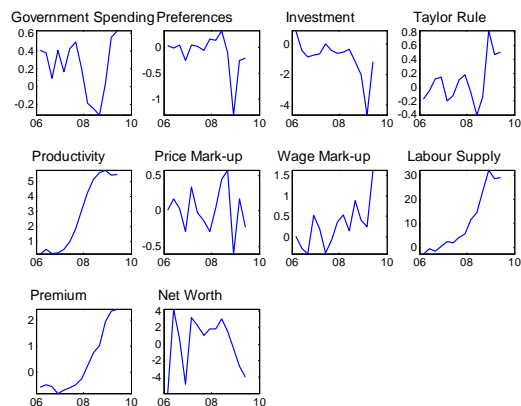 Government Spending Preferences Investment Taylor Rule
0.6 0.4 0.2 0 -0.2 06 08 10
0 -0.5 -1 06 08 10
0 -2 -4 06 08 10
0.8 0.6 0.4 0.2 0 -0.2 -0.4 06 08 10
Productivity Price Mark-up Wage Mark-up Labour Supply
5 4 3 2 1 06 08 10
0.5 0 -0.5 06 08 10
1.5 1 0.5 0 06 08 10
30 20 10 0 06 08 10
Premium Net Worth
2 1 0 06 08 10
4 2 0 -2 -4 06 08 10